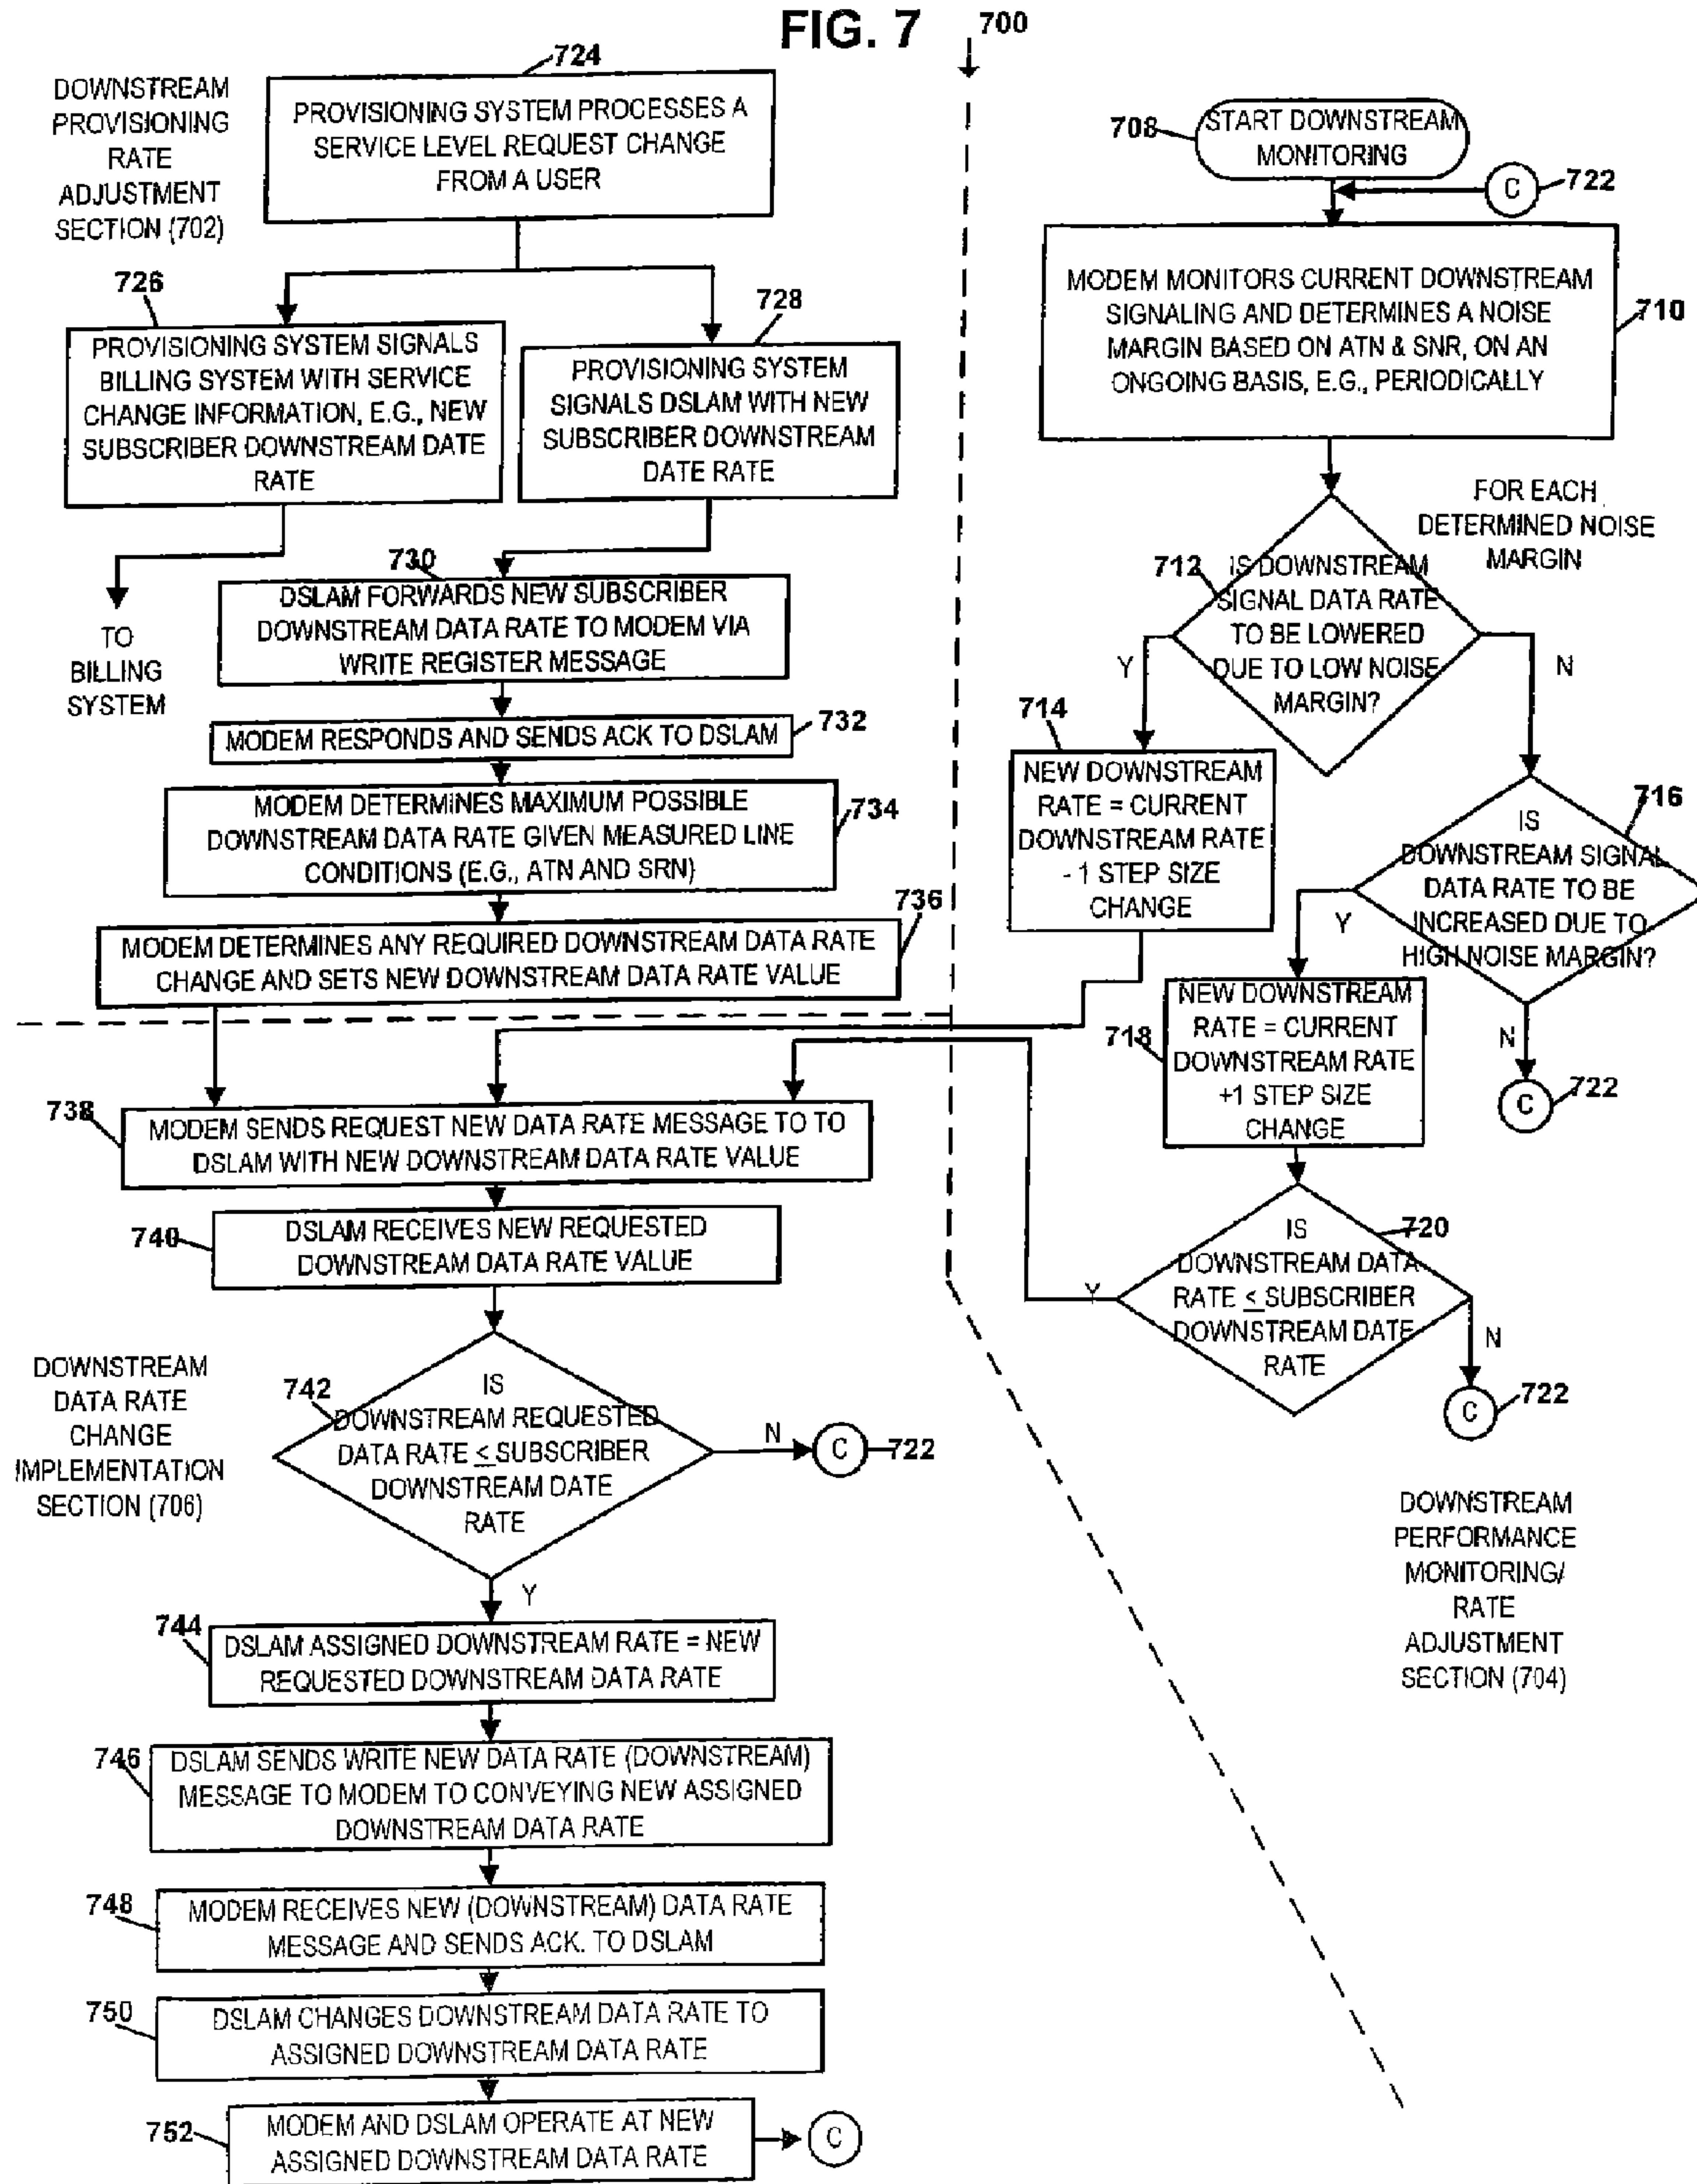 FIG. 7
700
DOWNSTREAM
PROVISIONING
RATE
ADJUSTMENT
SECTION (702)
724
PROVISIONING SYSTEM PROCESSES A
SERVICE LEVEL REQUEST CHANGE
FROM A USER
726
PROVISIONING SYSTEM SIGNALS
BILLING SYSTEM WITH SERVICE
CHANGE INFORMATION, E.G., NEW
SUBSCRIBER DOWNSTREAM DATE
RATE
728
PROVISIONING SYSTEM
SIGNALS DSLAM WITH NEW
SUBSCRIBER DOWNSTREAM
DATE RATE
TO
BILLING
SYSTEM
730
DSLAM FORWARDS NEW SUBSCRIBER
DOWNSTREAM DATA RATE TO MODEM VIA
WRITE REGISTER MESSAGE
732
MODEM RESPONDS AND SENDS ACK TO DSLAM
734
MODEM DETERMINES MAXIMUM POSSIBLE
DOWNSTREAM DATA RATE GIVEN MEASURED LINE
CONDITIONS (E.G., ATN AND SRN)
736
MODEM DETERMINES ANY REQUIRED DOWNSTREAM DATA RATE
CHANGE AND SETS NEW DOWNSTREAM DATA RATE VALUE
708
START DOWNSTREAM
MONITORING
C
722
710
MODEM MONITORS CURRENT DOWNSTREAM
SIGNALING AND DETERMINES A NOISE
MARGIN BASED ON ATN & SNR, ON AN
ONGOING BASIS, E.G., PERIODICALLY
FOR EACH
DETERMINED NOISE
MARGIN
712
IS DOWNSTREAM
SIGNAL DATA RATE
TO BE LOWERED
DUE TO LOW NOISE
MARGIN?
Y
N
714
NEW DOWNSTREAM
RATE = CURRENT
DOWNSTREAM RATE
- 1 STEP SIZE
CHANGE
716
IS
DOWNSTREAM SIGNAL
DATA RATE TO BE
INCREASED DUE TO
HIGH NOISE MARGIN?
Y
N
C
722
718
NEW DOWNSTREAM
RATE = CURRENT
DOWNSTREAM RATE
+1 STEP SIZE
CHANGE
720
IS
DOWNSTREAM DATA
RATE ≤ SUBSCRIBER
DOWNSTREAM DATE
RATE
Y
N
C
722
DOWNSTREAM
PERFORMANCE
MONITORING/
RATE
ADJUSTMENT
SECTION (704)
738
MODEM SENDS REQUEST NEW DATA RATE MESSAGE TO TO
DSLAM WITH NEW DOWNSTREAM DATA RATE VALUE
740
DSLAM RECEIVES NEW REQUESTED
DOWNSTREAM DATA RATE VALUE
DOWNSTREAM
DATA RATE
CHANGE
IMPLEMENTATION
SECTION (706)
742
IS
DOWNSTREAM REQUESTED
DATA RATE ≤ SUBSCRIBER
DOWNSTREAM DATE
RATE
N
C
722
Y
744
DSLAM ASSIGNED DOWNSTREAM RATE = NEW
REQUESTED DOWNSTREAM DATA RATE
746
DSLAM SENDS WRITE NEW DATA RATE (DOWNSTREAM)
MESSAGE TO MODEM TO CONVEYING NEW ASSIGNED
DOWNSTREAM DATA RATE
748
MODEM RECEIVES NEW (DOWNSTREAM) DATA RATE
MESSAGE AND SENDS ACK. TO DSLAM
750
DSLAM CHANGES DOWNSTREAM DATA RATE TO
ASSIGNED DOWNSTREAM DATA RATE
752
MODEM AND DSLAM OPERATE AT NEW
ASSIGNED DOWNSTREAM DATA RATE
C